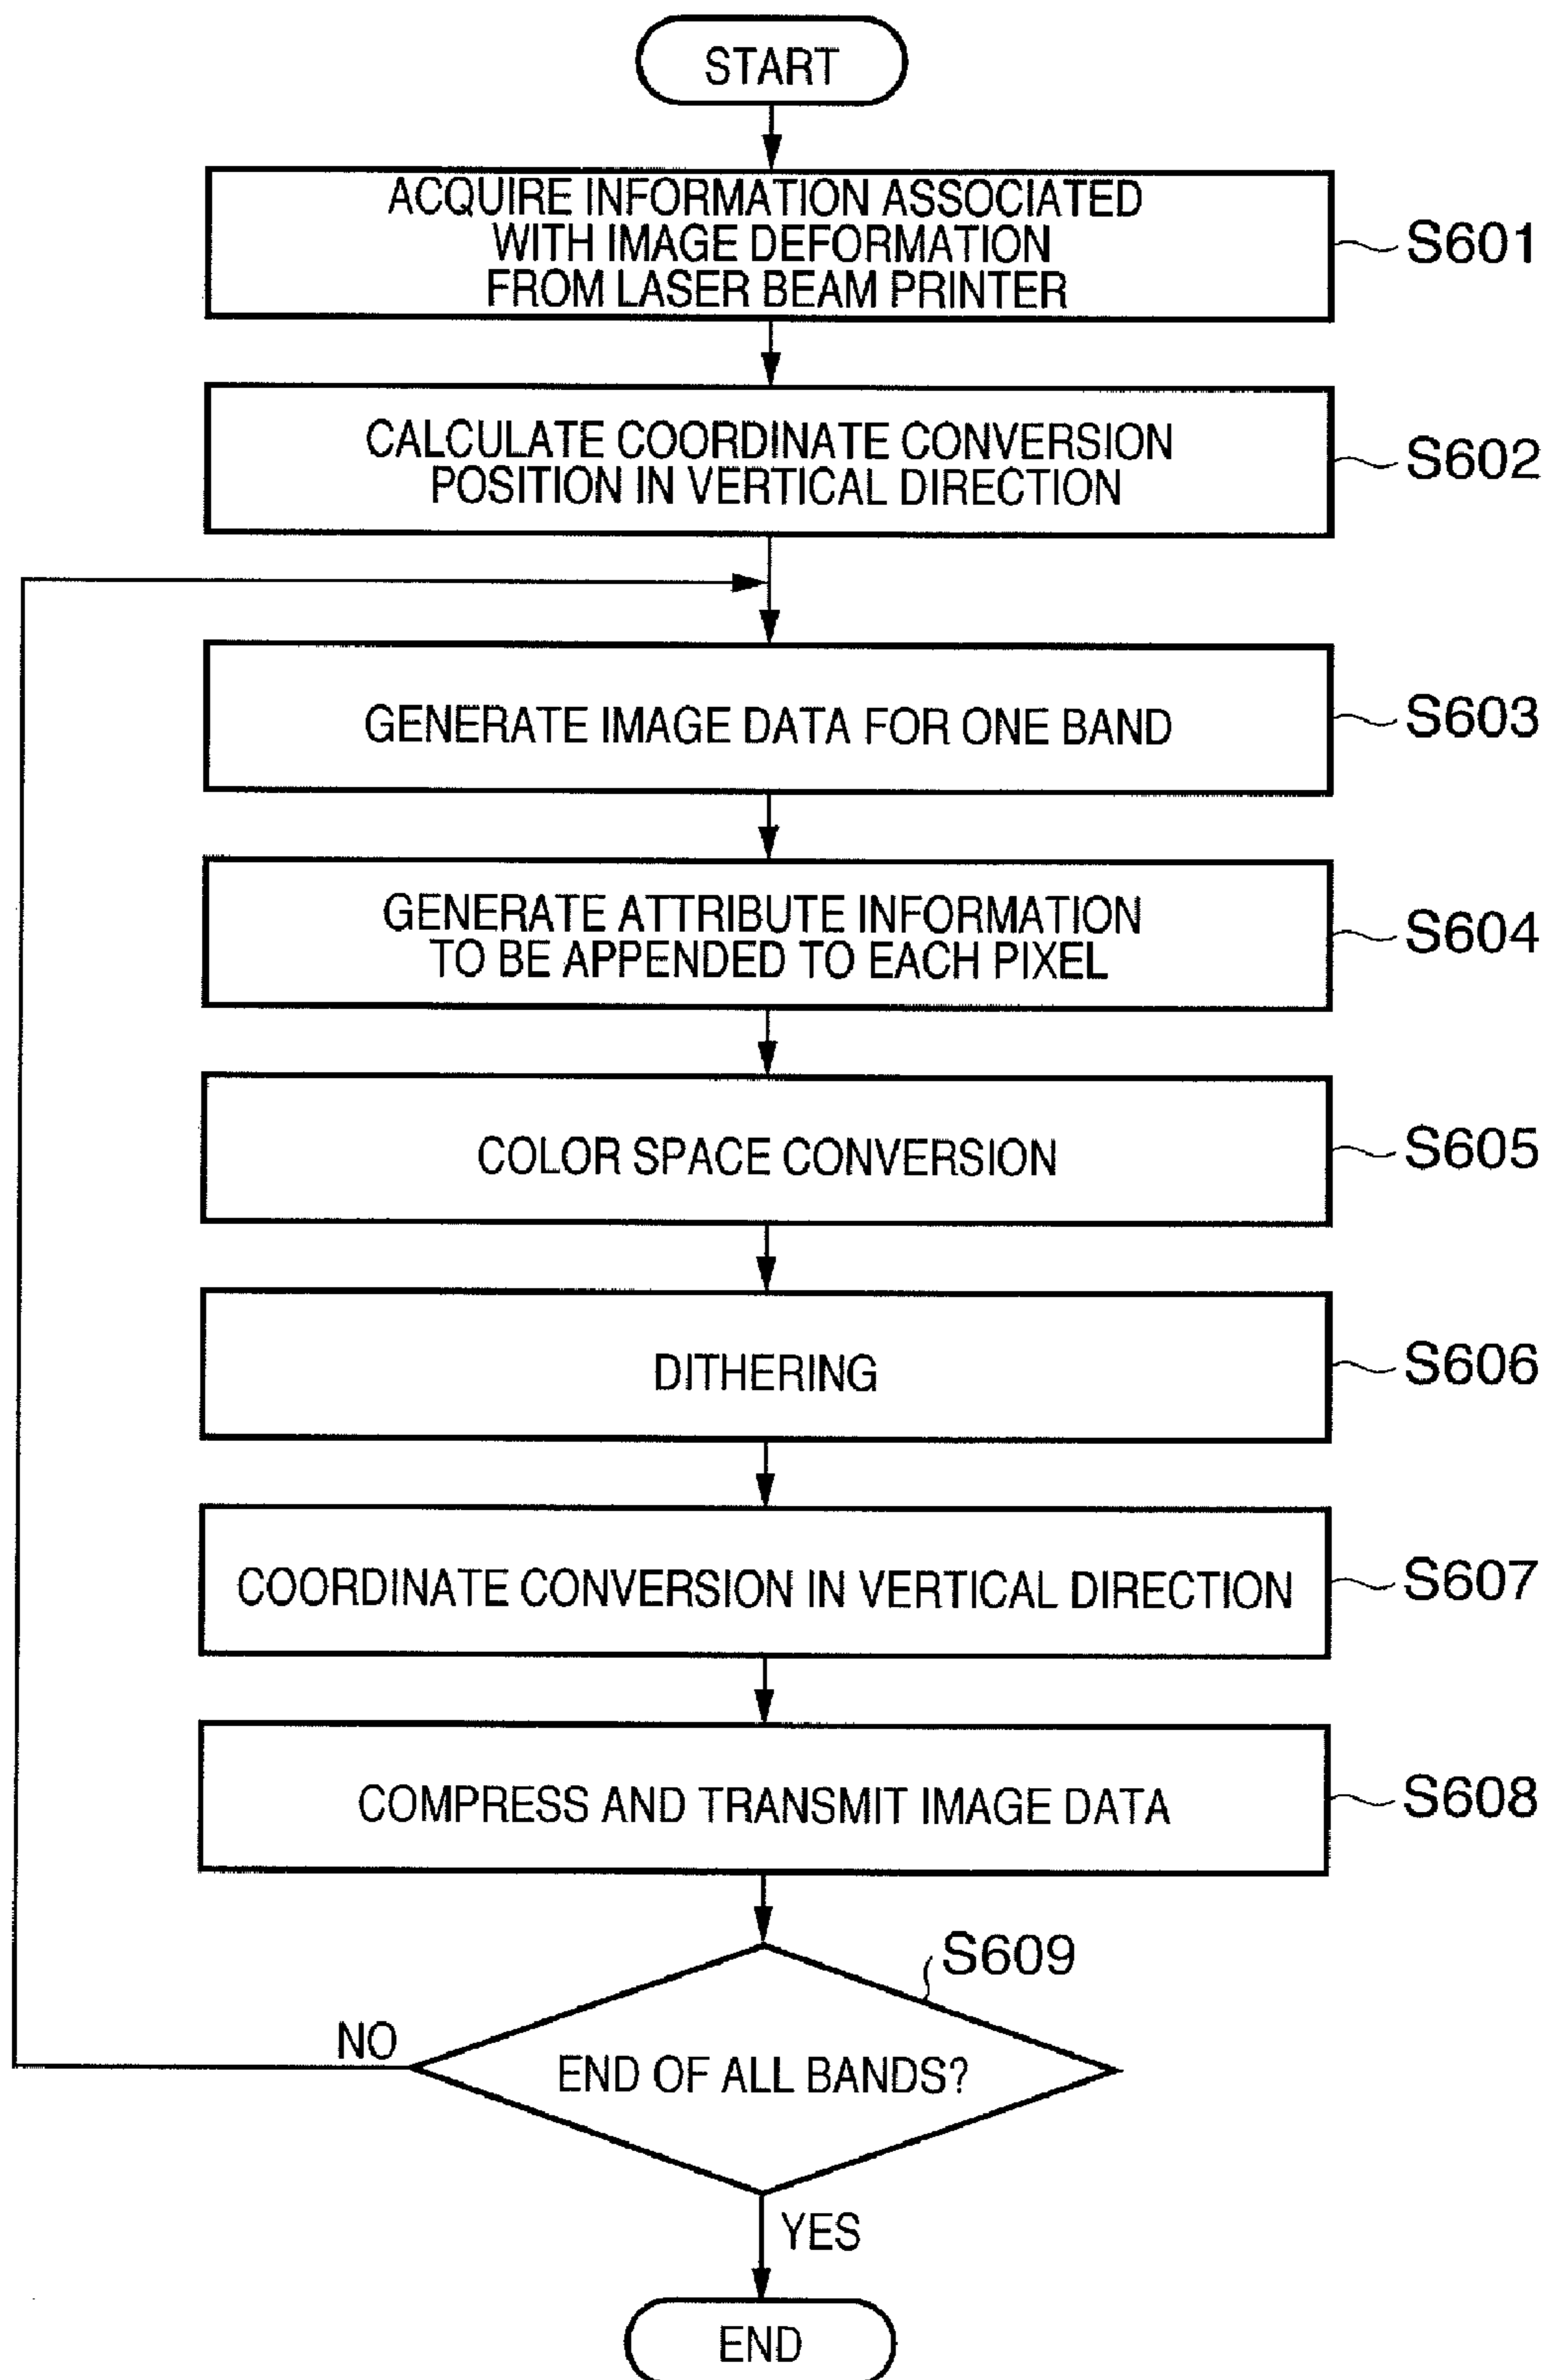 START
ACQUIRE INFORMATION ASSOCIATED
WITH IMAGE DEFORMATION
FROM LASER BEAM PRINTER
S601
CALCULATE COORDINATE CONVERSION
POSITION IN VERTICAL DIRECTION
S602
GENERATE IMAGE DATA FOR ONE BAND
S603
GENERATE ATTRIBUTE INFORMATION
TO BE APPENDED TO EACH PIXEL
S604
COLOR SPACE CONVERSION
S605
DITHERING
S606
COORDINATE CONVERSION IN VERTICAL DIRECTION
S607
COMPRESS AND TRANSMIT IMAGE DATA
S608
S609
NO
END OF ALL BANDS?
YES
END